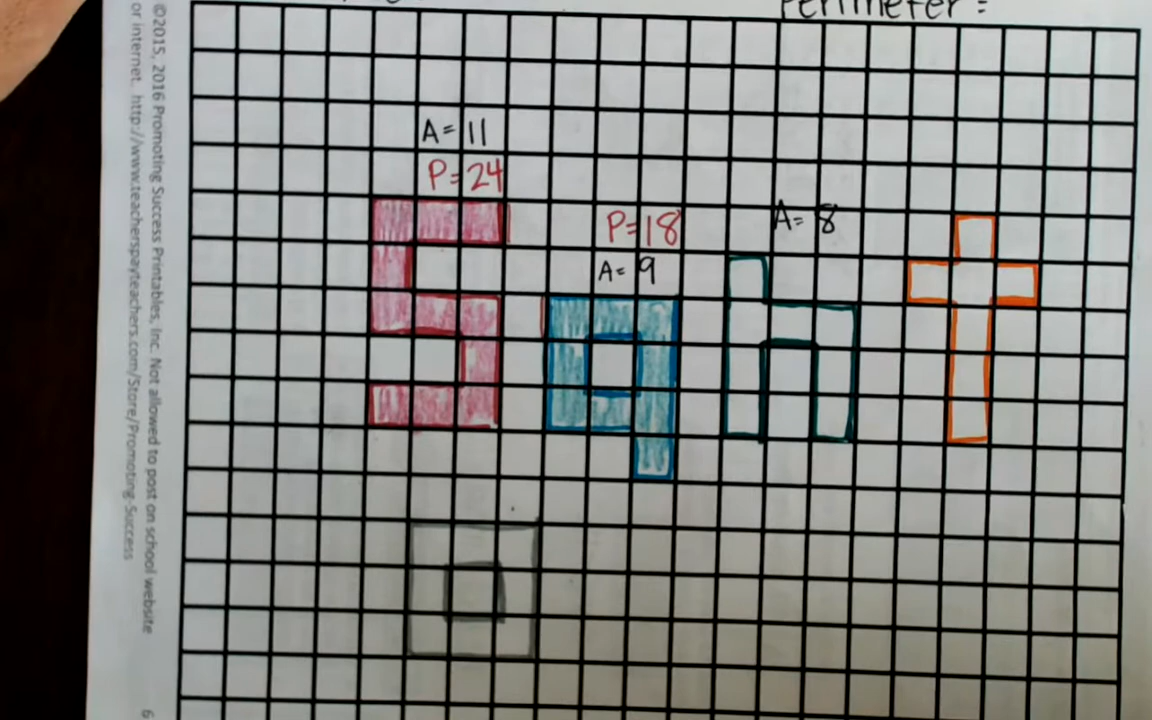 Perimeter =
A= 11
P=24
P=18
A= 9
A= 8
©2015, 2016 Promoting Success Printables, Inc. Not allowed to post on school website
or internet. http://www.teacherspayteachers.com/Store/Promoting-Success
6